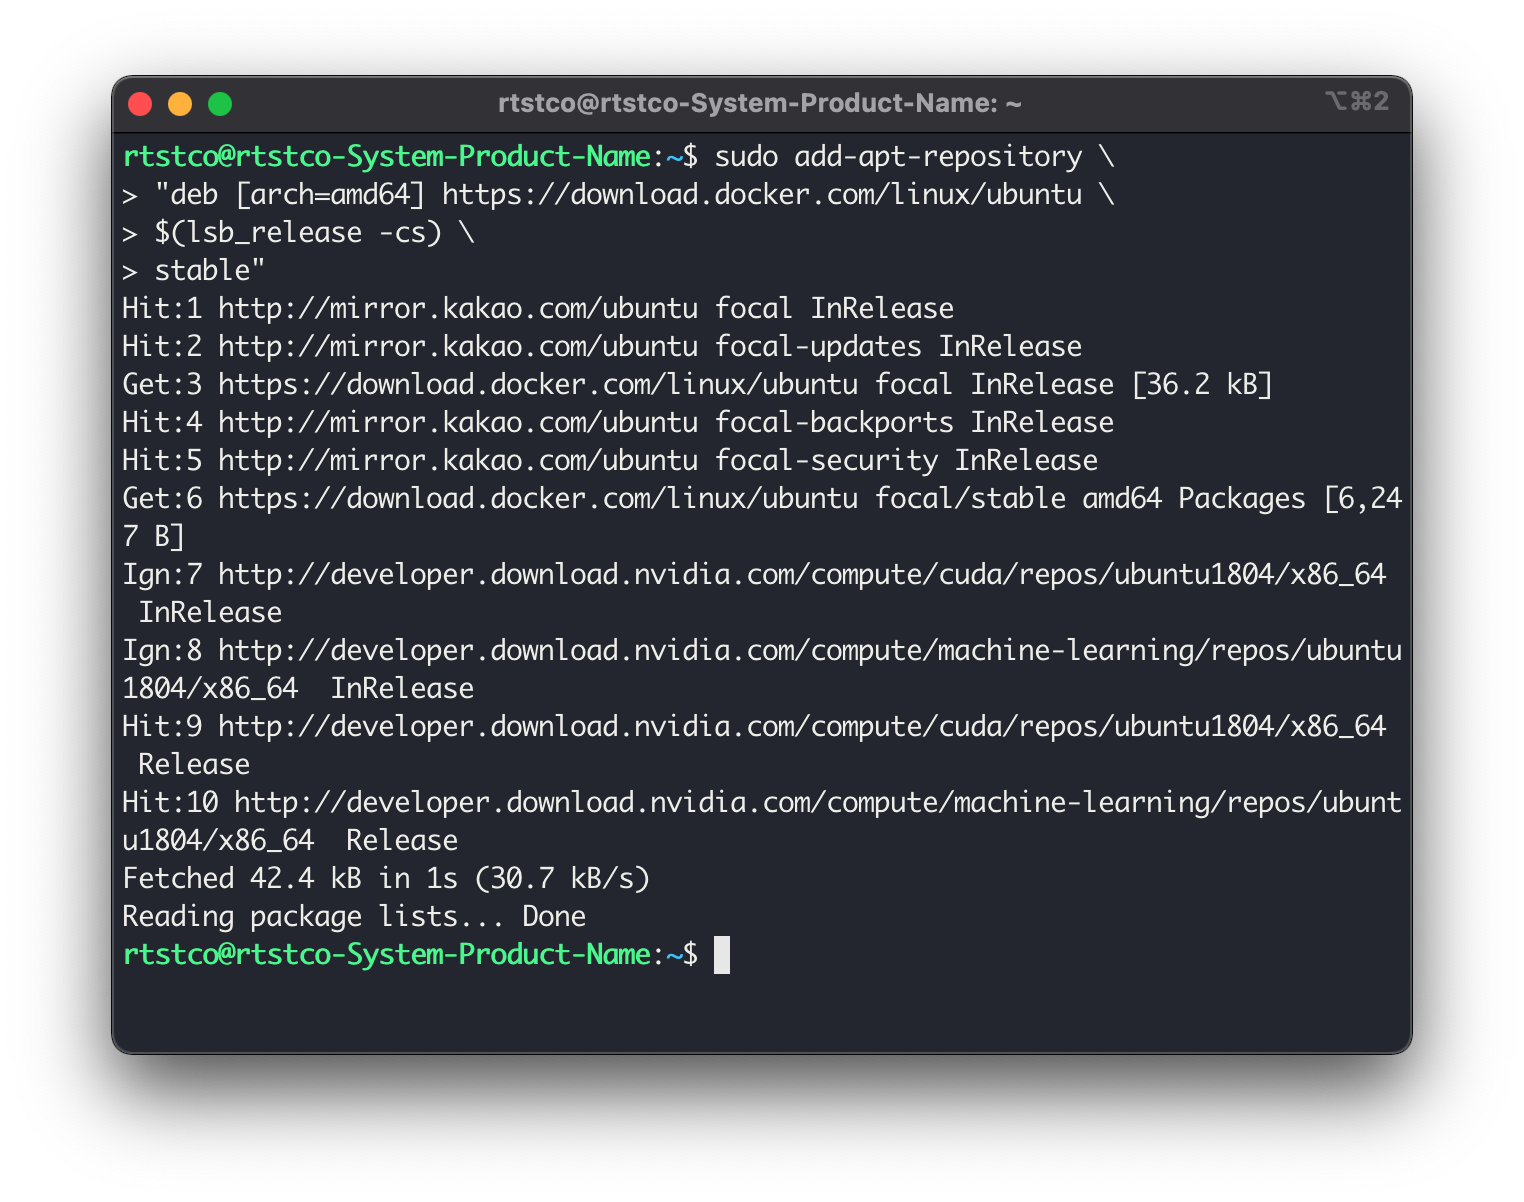 rtstco@rtstco-System-Product-Name: ~
⌥⌘2
rtstco@rtstco-System-Product-Name:~$ sudo add-apt-repository \
> "deb [arch=amd64] https://download.docker.com/linux/ubuntu \
> $(lsb_release -cs) \
> stable"
Hit:1 http://mirror.kakao.com/ubuntu focal InRelease
Hit:2 http://mirror.kakao.com/ubuntu focal-updates InRelease
Get:3 https://download.docker.com/linux/ubuntu focal InRelease [36.2 kB]
Hit:4 http://mirror.kakao.com/ubuntu focal-backports InRelease
Hit:5 http://mirror.kakao.com/ubuntu focal-security InRelease
Get:6 https://download.docker.com/linux/ubuntu focal/stable amd64 Packages [6,24
7 B]
Ign:7 http://developer.download.nvidia.com/compute/cuda/repos/ubuntu1804/x86_64
 InRelease
Ign:8 http://developer.download.nvidia.com/compute/machine-learning/repos/ubuntu
1804/x86_64  InRelease
Hit:9 http://developer.download.nvidia.com/compute/cuda/repos/ubuntu1804/x86_64
 Release
Hit:10 http://developer.download.nvidia.com/compute/machine-learning/repos/ubunt
u1804/x86_64  Release
Fetched 42.4 kB in 1s (30.7 kB/s)
Reading package lists... Done
rtstco@rtstco-System-Product-Name:~$